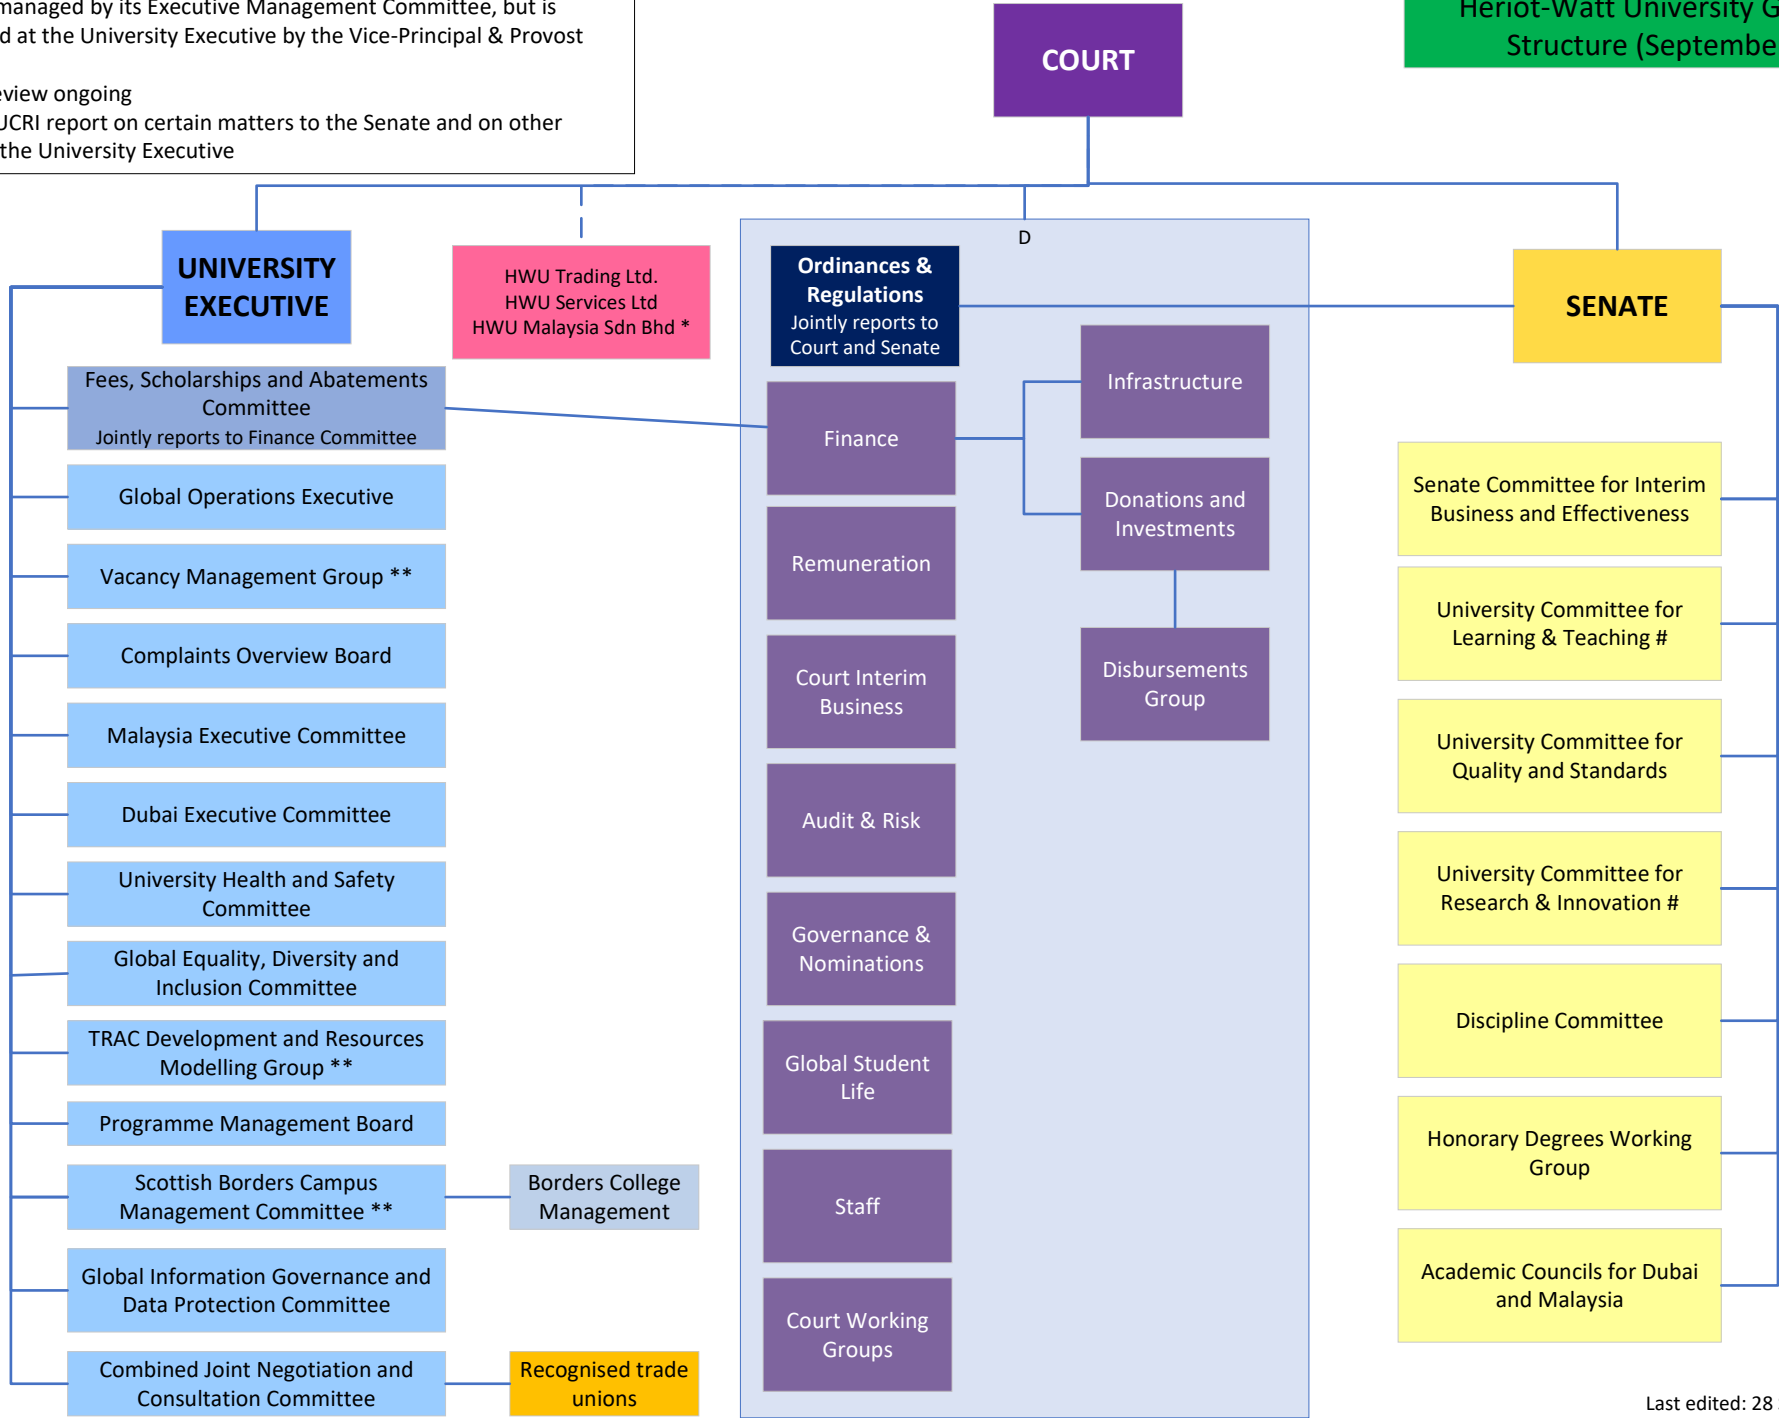 managed by its Executive Management Committee, but is
at the University Executive by the Vice-Principal & Provost
ongoing
UCRI report on certain matters to the Senate and on other
the University Executive
COURT
Heriot-Watt University
Structure
D
UNIVERSITY
EXECUTIVE
HWU Trading Ltd.
HWU Services Ltd
HWU Malaysia Sdn Bhd *
Ordinances &
Regulations
Jointly reports to
Court and Senate
SENATE
Fees, Scholarships and Abatements
Committee
Jointly reports to Finance Committee
Global Operations Executive
Vacancy Management Group **
Complaints Overview Board
Malaysia Executive Committee
Dubai Executive Committee
University Health and Safety
Committee
Global Equality, Diversity and
Inclusion Committee
TRAC Development and Resources
Modelling Group **
Programme Management Board
Scottish Borders Campus
Management Committee **
Borders College
Management
Global Information Governance and
Data Protection Committee
Combined Joint Negotiation and
Consultation Committee
Recognised trade
unions
Finance
Remuneration
Court Interim
Business
Audit & Risk
Governance &
Nominations
Global Student
Life
Staff
Court Working
Groups
Infrastructure
Donations and
Investments
Disbursements
Group
Senate Committee for Interim
Business and Effectiveness
University Committee for
Learning & Teaching #
University Committee for
Quality and Standards
University Committee for
Research & Innovation #
Discipline Committee
Honorary Degrees Working
Group
Academic Councils for Dubai
and Malaysia
Last edited: 28